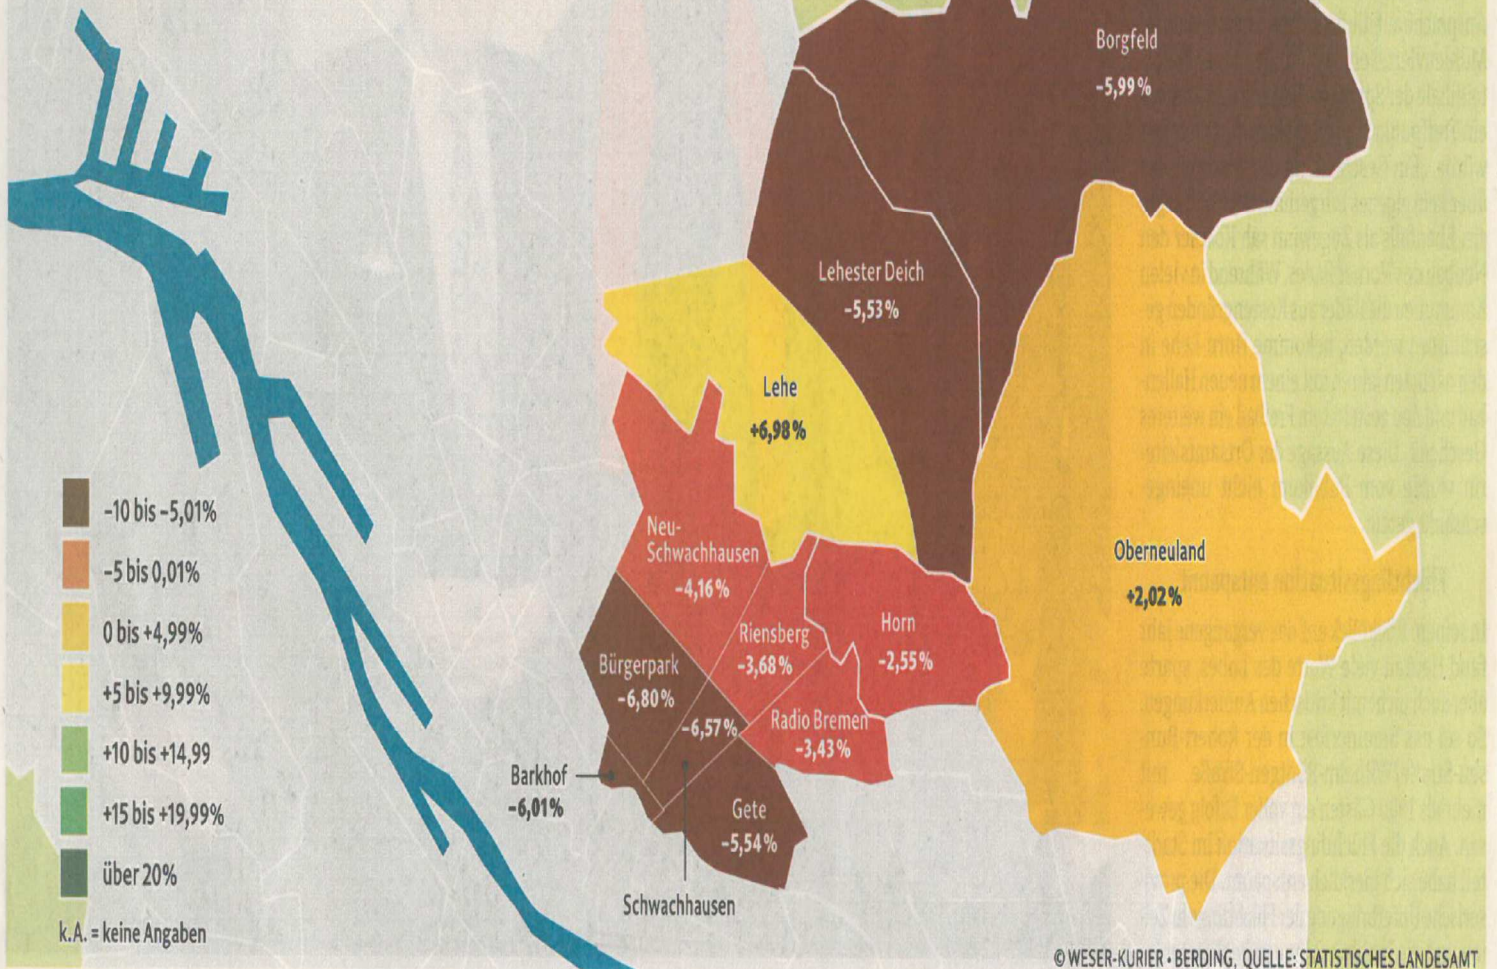 Borgfeld
-5,99%
Lehester Deich
-5,53%
Lehe
+6,98%
Neu-
Schwachhausen
-4,16%
Oberneuland
+2,02%
Horn
-2,55%
Riensberg
-3,68%
Bürgerpark
-6,80%
-6,57%
Radio Bremen
-3,43%
Barkhof
-6,01%
Gete
-5,54%
Schwachhausen
-10 bis -5,01%
-5 bis 0,01%
0 bis +4,99%
+5 bis +9,99%
+10 bis +14,99
+15 bis +19,99%
über 20%
k.A. = keine Angaben
© WESER-KURIER • BERDING, QUELLE: STATISTISCHES LANDESAMT